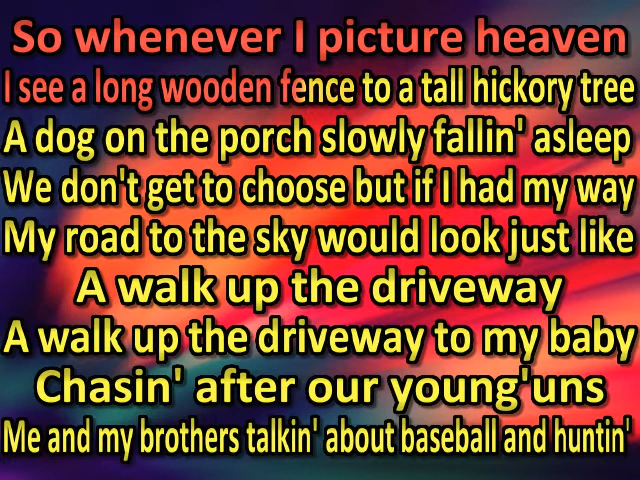 So whenever I picture heaven
I see a long wooden fence to a tall hickory tree
A dog on the porch slowly fallin' asleep
We don't get to choose but if I had my way
My road to the sky would look just like
A walk up the driveway
A walk up the driveway to my baby
Chasin' after our young'uns
Me and my brothers talkin' about baseball and huntin'